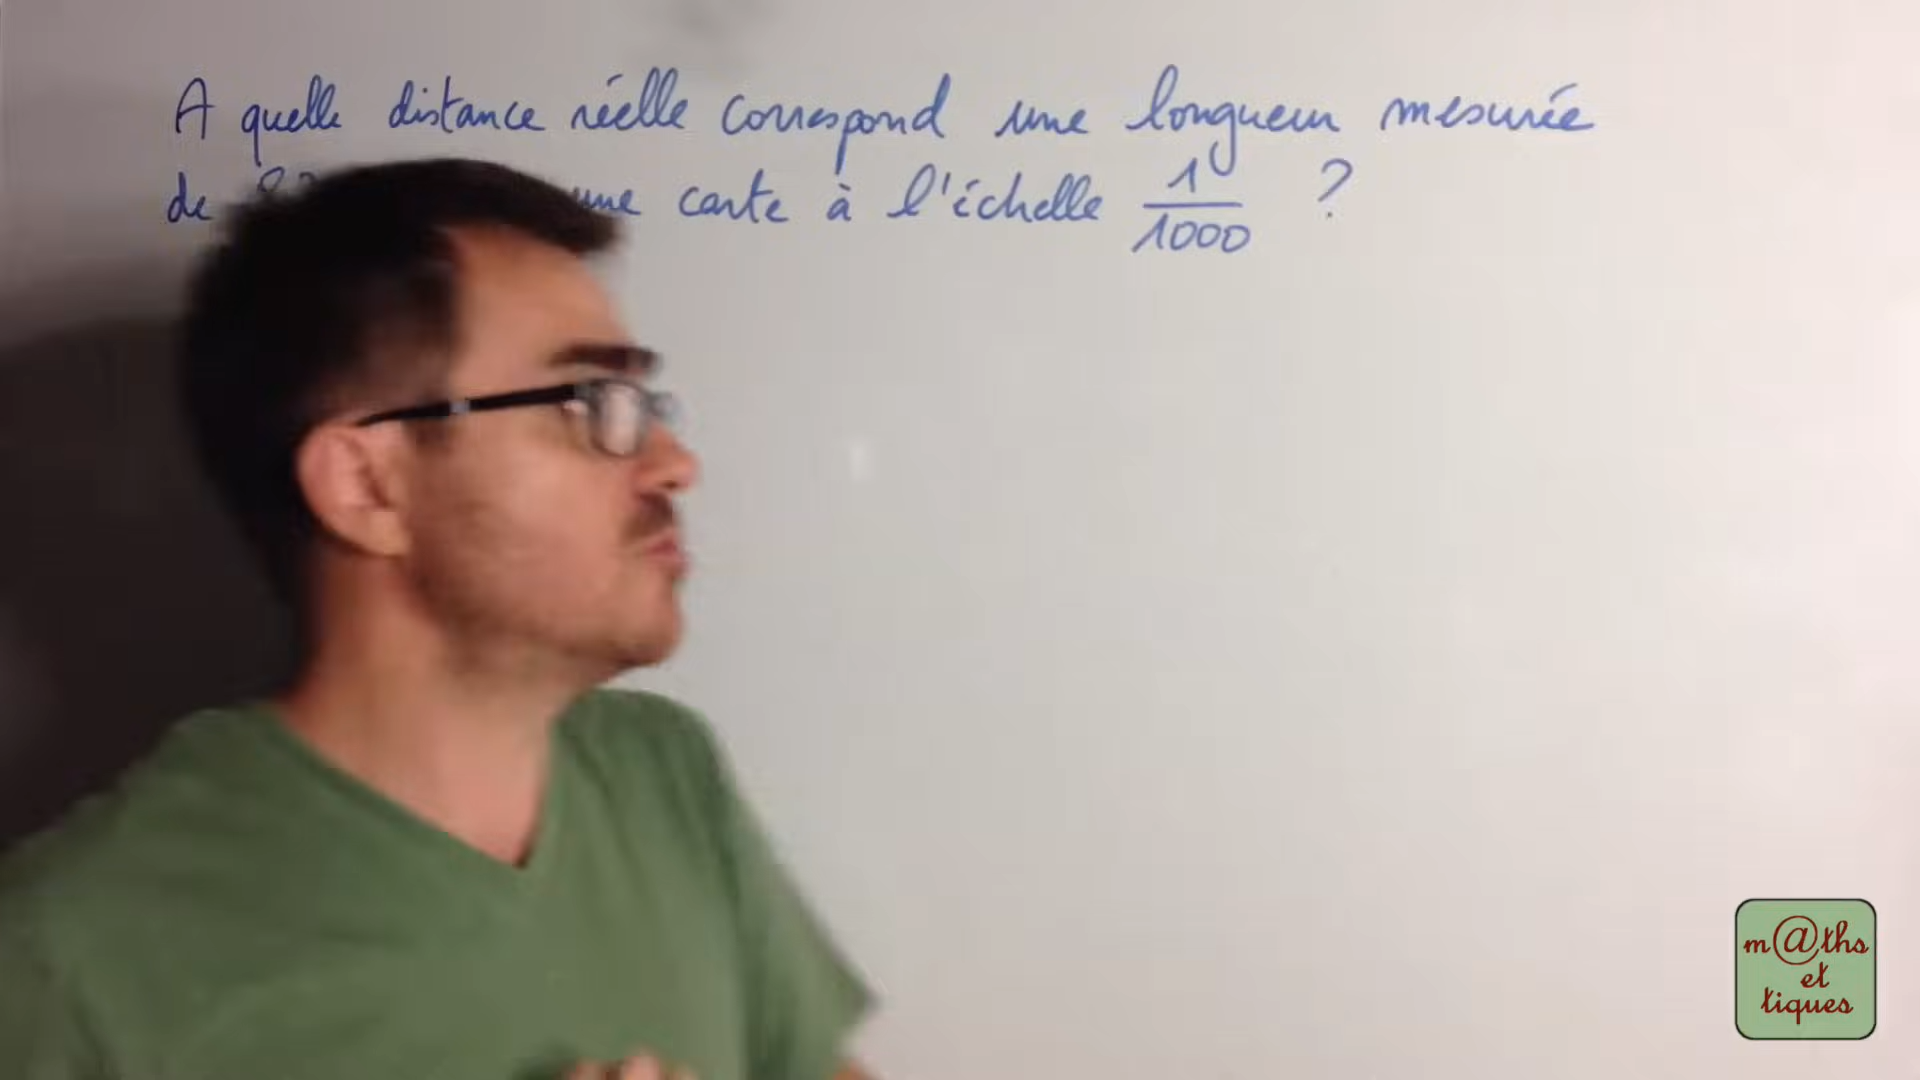 A quelle distance réelle correspond une longueur mesurée
de une carte à l'échelle 1/1000 ?
m@ths
et
tiques